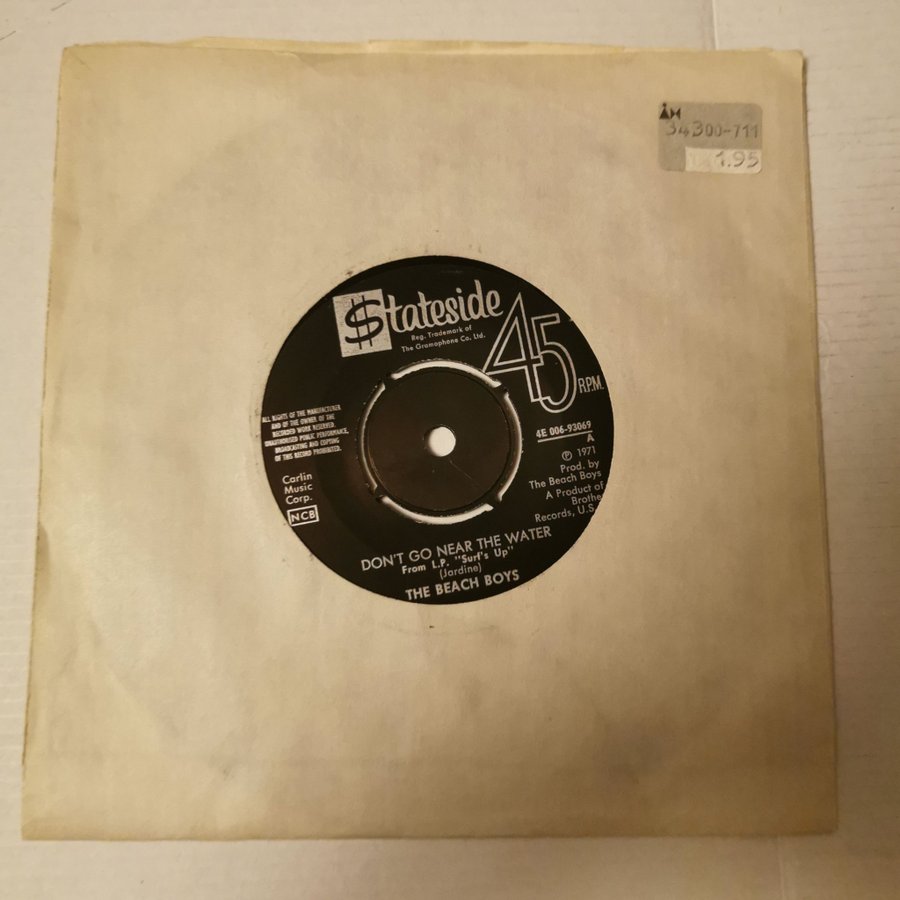 34300-711
1.95
$tateside
Reg. Trademark of
The Gramophone Co. Ltd.
45
R.P.M.
ALL RIGHTS OF THE MANUFACTURER
AND OF THE OWNER OF THE
RECORDED WORK RESERVED.
UNAUTHORISED PUBLIC PERFORMANCE,
BROADCASTING AND COPYING
OF THIS RECORD PROHIBITED.
Carlin
Music
Corp.
NCB
4E 006-93069
A
℗ 1971
Prod. by
The Beach Boys
A Product of
Brothe
Records, U.S.
DON'T GO NEAR THE WATER
From L.P. "Surf's Up"
(Jardine)
THE BEACH BOYS